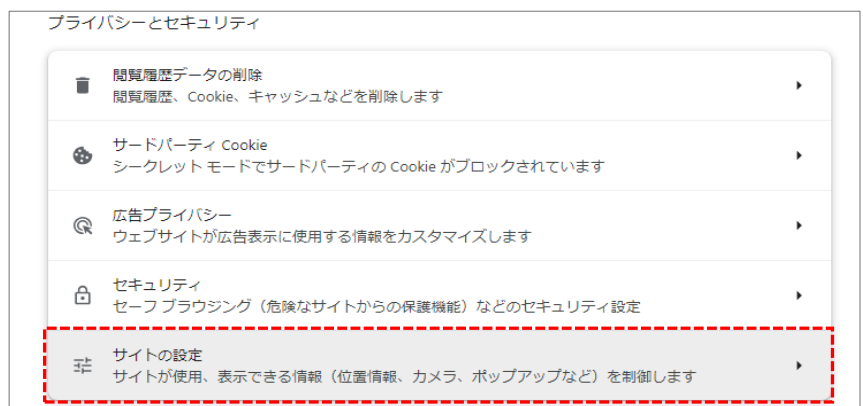 プライバシーとセキュリティ
閲覧履歴データの削除
閲覧履歴、Cookie、キャッシュなどを削除します
サードパーティ Cookie
シークレット モードでサードパーティの Cookie がブロックされています
広告プライバシー
ウェブサイトが広告表示に使用する情報をカスタマイズします
セキュリティ
セーフ ブラウジング（危険なサイトからの保護機能）などのセキュリティ設定
サイトの設定
サイトが使用、表示できる情報（位置情報、カメラ、ポップアップなど）を制御します